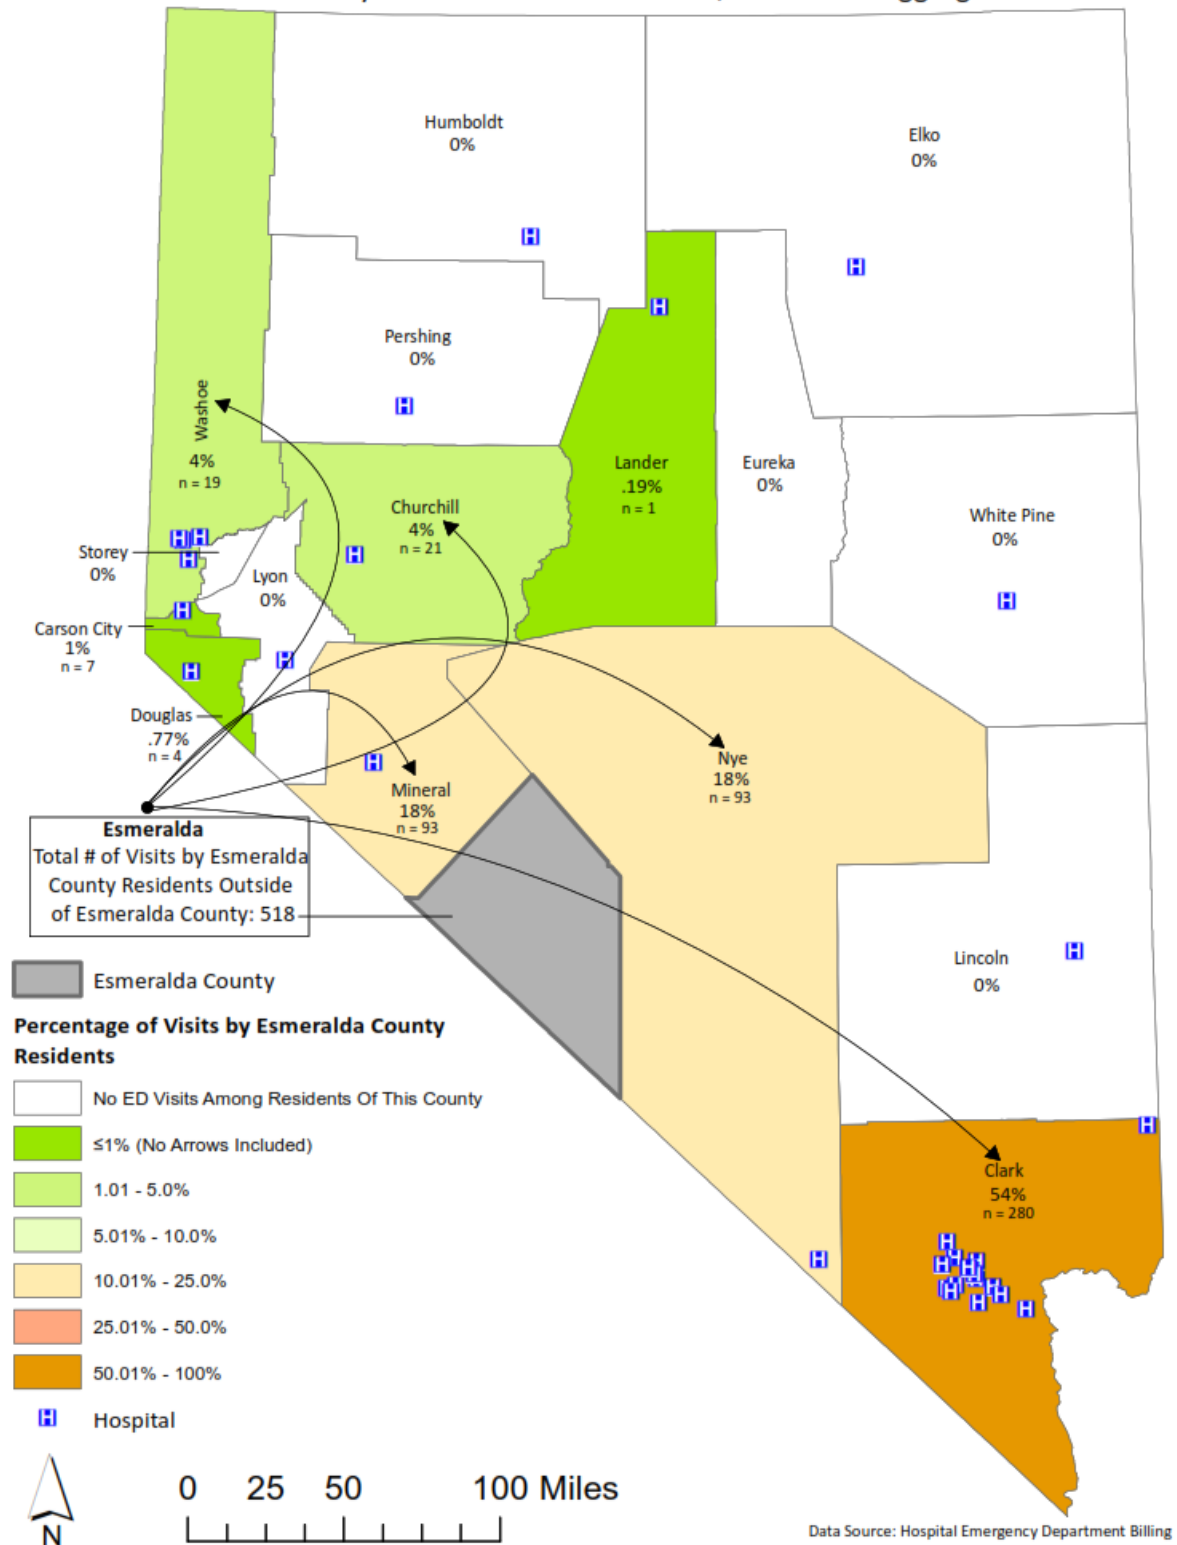 Humboldt
0%
Elko
0%
Pershing
0%
Washoe
4%
n = 19
Churchill
4%
n = 21
Lander
.19%
n = 1
Eureka
0%
White Pine
0%
Storey
0%
Lyon
0%
Carson City
1%
n = 7
Douglas
.77%
n = 4
Mineral
18%
n = 93
Nye
18%
n = 93
Esmeralda
Total # of Visits by Esmeralda
County Residents Outside
of Esmeralda County: 518
Lincoln
0%
Clark
54%
n = 280
Esmeralda County
Percentage of Visits by Esmeralda County
Residents
No ED Visits Among Residents Of This County
≤1% (No Arrows Included)
1.01 - 5.0%
5.01% - 10.0%
10.01% - 25.0%
25.01% - 50.0%
50.01% - 100%
H Hospital
N
0 25 50 100 Miles
Data Source: Hospital Emergency Department Billing